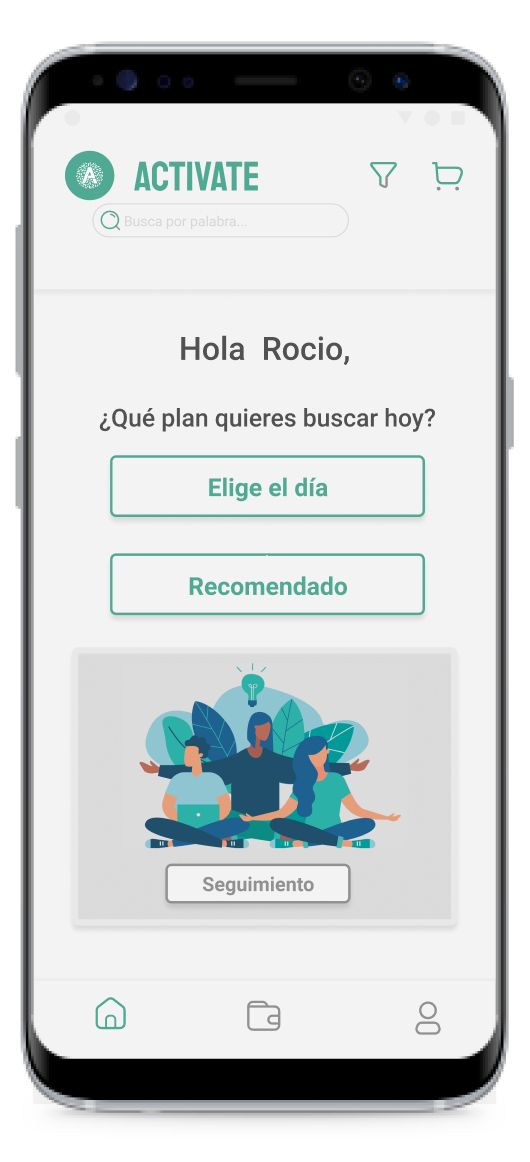 ACTIVATE
Busca por palabra...
Hola Rocio,
¿Qué plan quieres buscar hoy?
Elige el día
Recomendado
Seguimiento